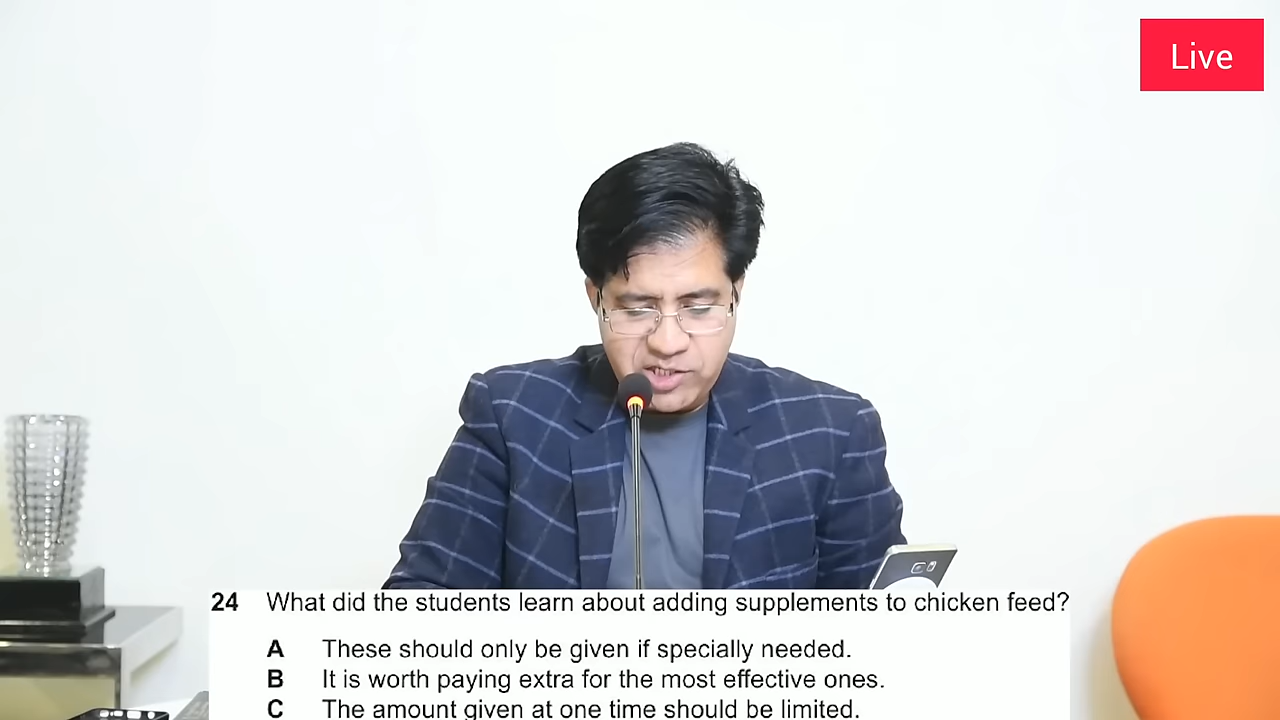 Live
24 What did the students learn about adding supplements to chicken feed?
A These should only be given if specially needed.
B It is worth paying extra for the most effective ones.
C The amount given at one time should be limited.